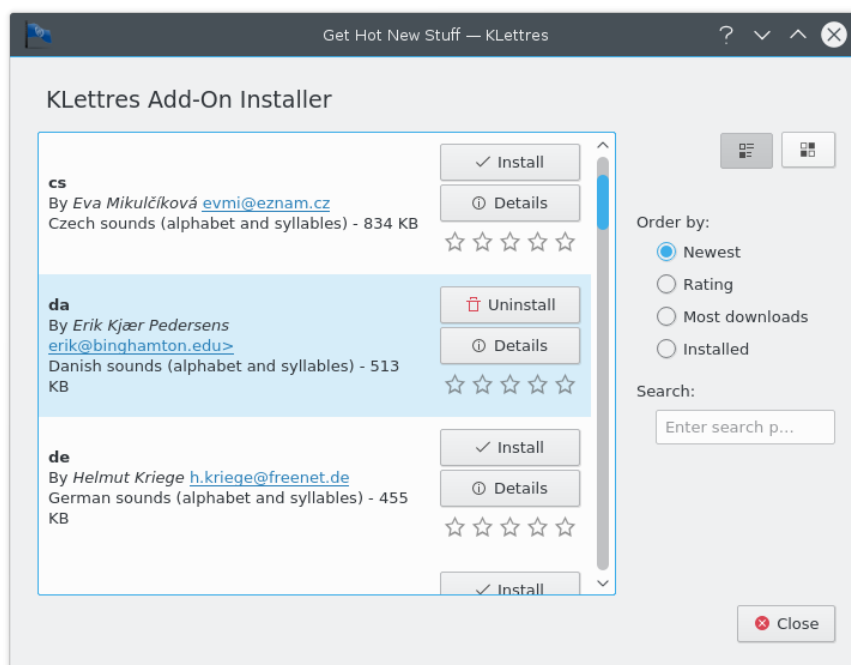 Get Hot New Stuff — KLettres
KLettres Add-On Installer
cs
By Eva Mikulčíková evmi@eznam.cz
Czech sounds (alphabet and syllables) - 834 KB
Install
Details
da
By Erik Kjær Pedersens
erik@binghamton.edu>
Danish sounds (alphabet and syllables) - 513
KB
Uninstall
Details
de
By Helmut Kriege h.kriege@freenet.de
German sounds (alphabet and syllables) - 455
KB
Install
Details
Install
Order by:
Newest
Rating
Most downloads
Installed
Search:
Enter search p...
Close